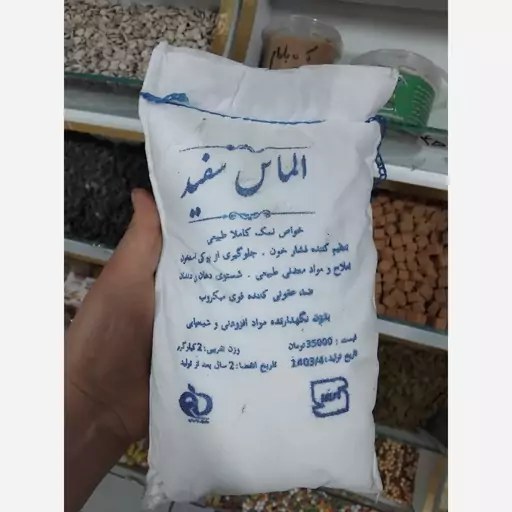 الماس سفید
خواص نمک کاملا طبیعی
تنظیم کننده فشار خون . جلوگیری از پوکی استخوان
املاح و مواد معدنی طبیعی . شستوی دهان و دندان
ضد عفونی کننده قوی میکروب
بدون نگهدارنده مواد افزودنی و شیمیایی
قیمت : 35000 تومان وزن تقریبی : 2 کیلوگرم
تاریخ تولید : 1403/4 تاریخ انقضا : 2 سال بعد از تولید